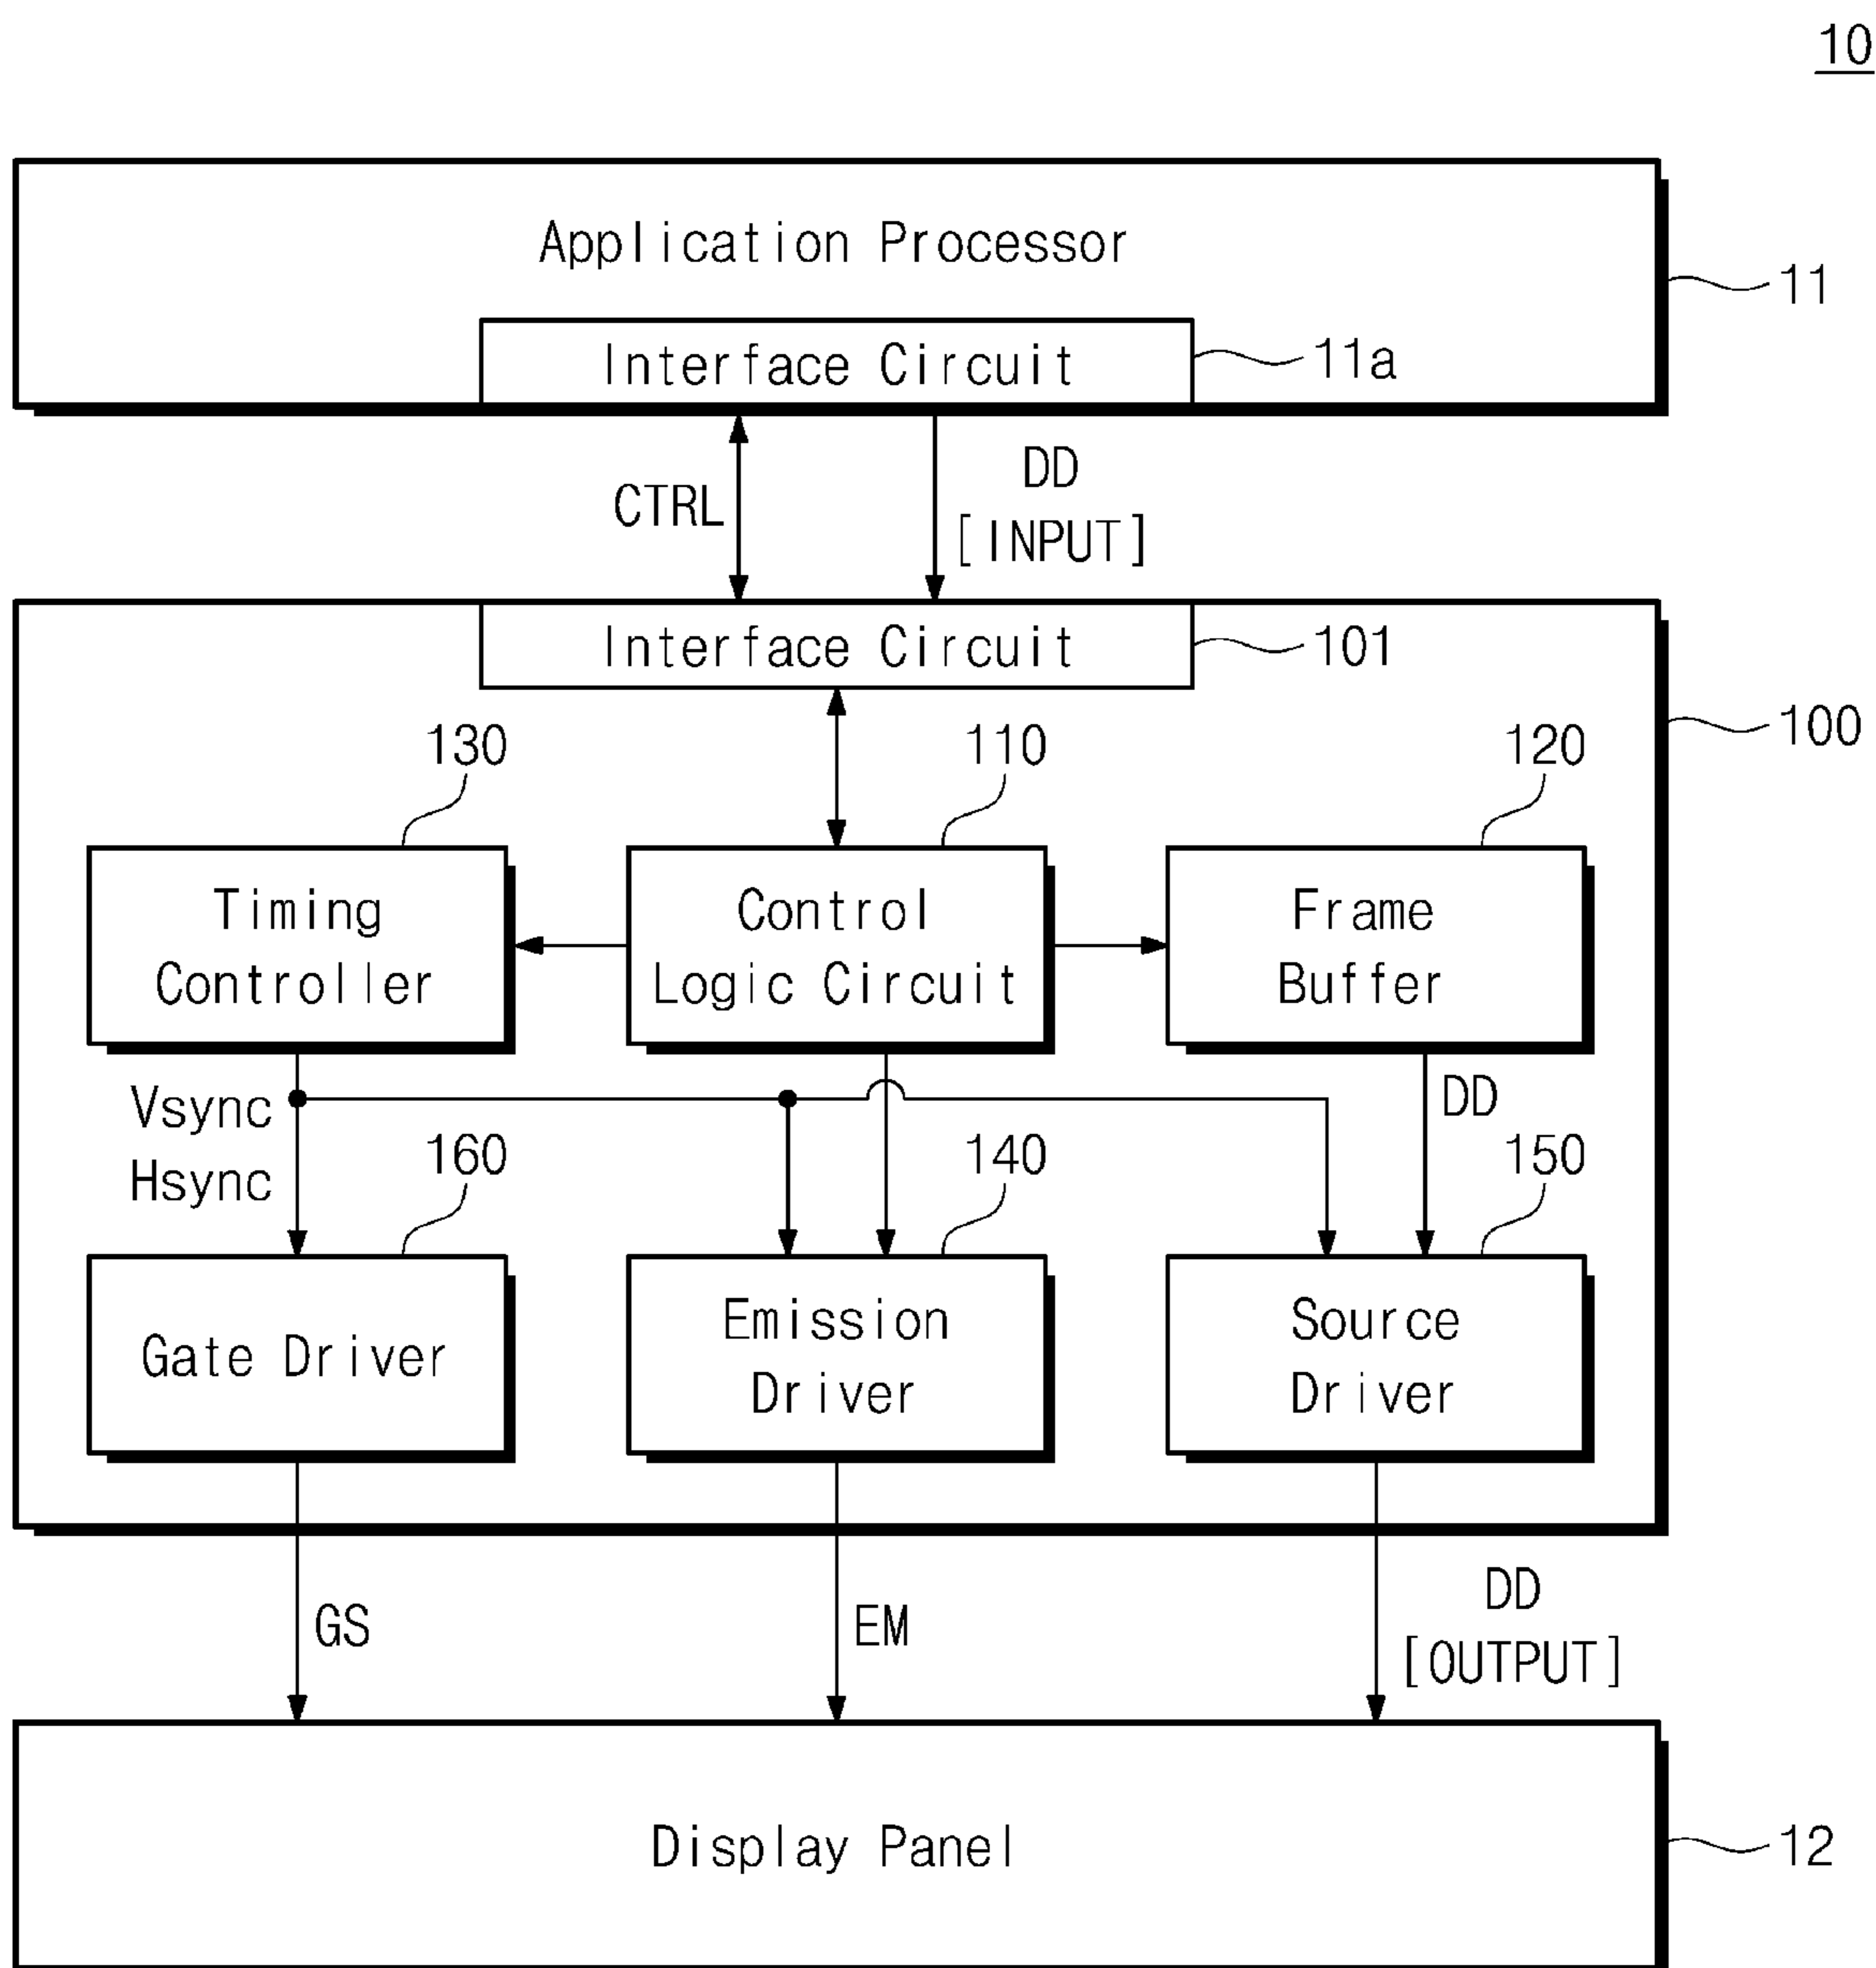 10
Application Processor
11
Interface Circuit
11a
CTRL
DD
[INPUT]
Interface Circuit
101
100
130
110
120
Timing
Controller
Control
Logic Circuit
Frame
Buffer
Vsync
Hsync
DD
160
140
150
Gate Driver
Emission
Driver
Source
Driver
GS
EM
DD
[OUTPUT]
Display Panel
12